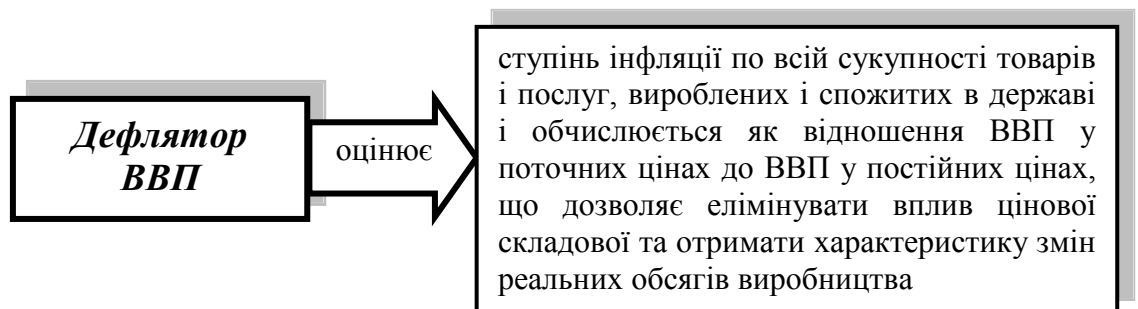 Дефлятор
ВВП
оцінює
ступінь інфляції по всій сукупності товарів
і послуг, вироблених і спожитих в державі
і обчислюється як відношення ВВП у
поточних цінах до ВВП у постійних цінах,
що дозволяє елімінувати вплив цінової
складової та отримати характеристику змін
реальних обсягів виробництва